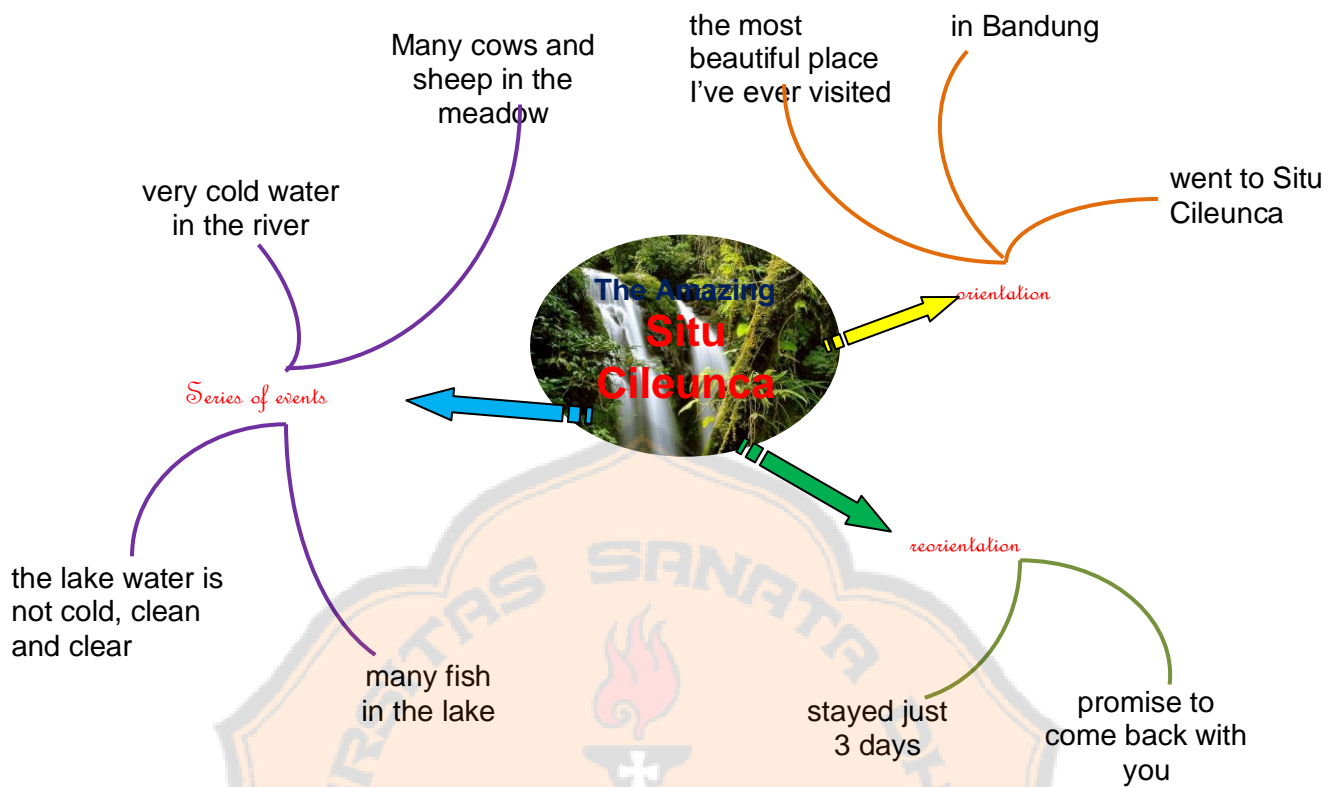 the most
beautiful place
I've ever visited
in Bandung
went to Situ
Cileunca
Many cows and
sheep in the
meadow
very cold water
in the river
The Amazing
Situ
Cileunca
orientation
Series of events
the lake water is
not cold, clean
and clear
many fish
in the lake
reorientation
stayed just
3 days
promise to
come back with
you
SANATA